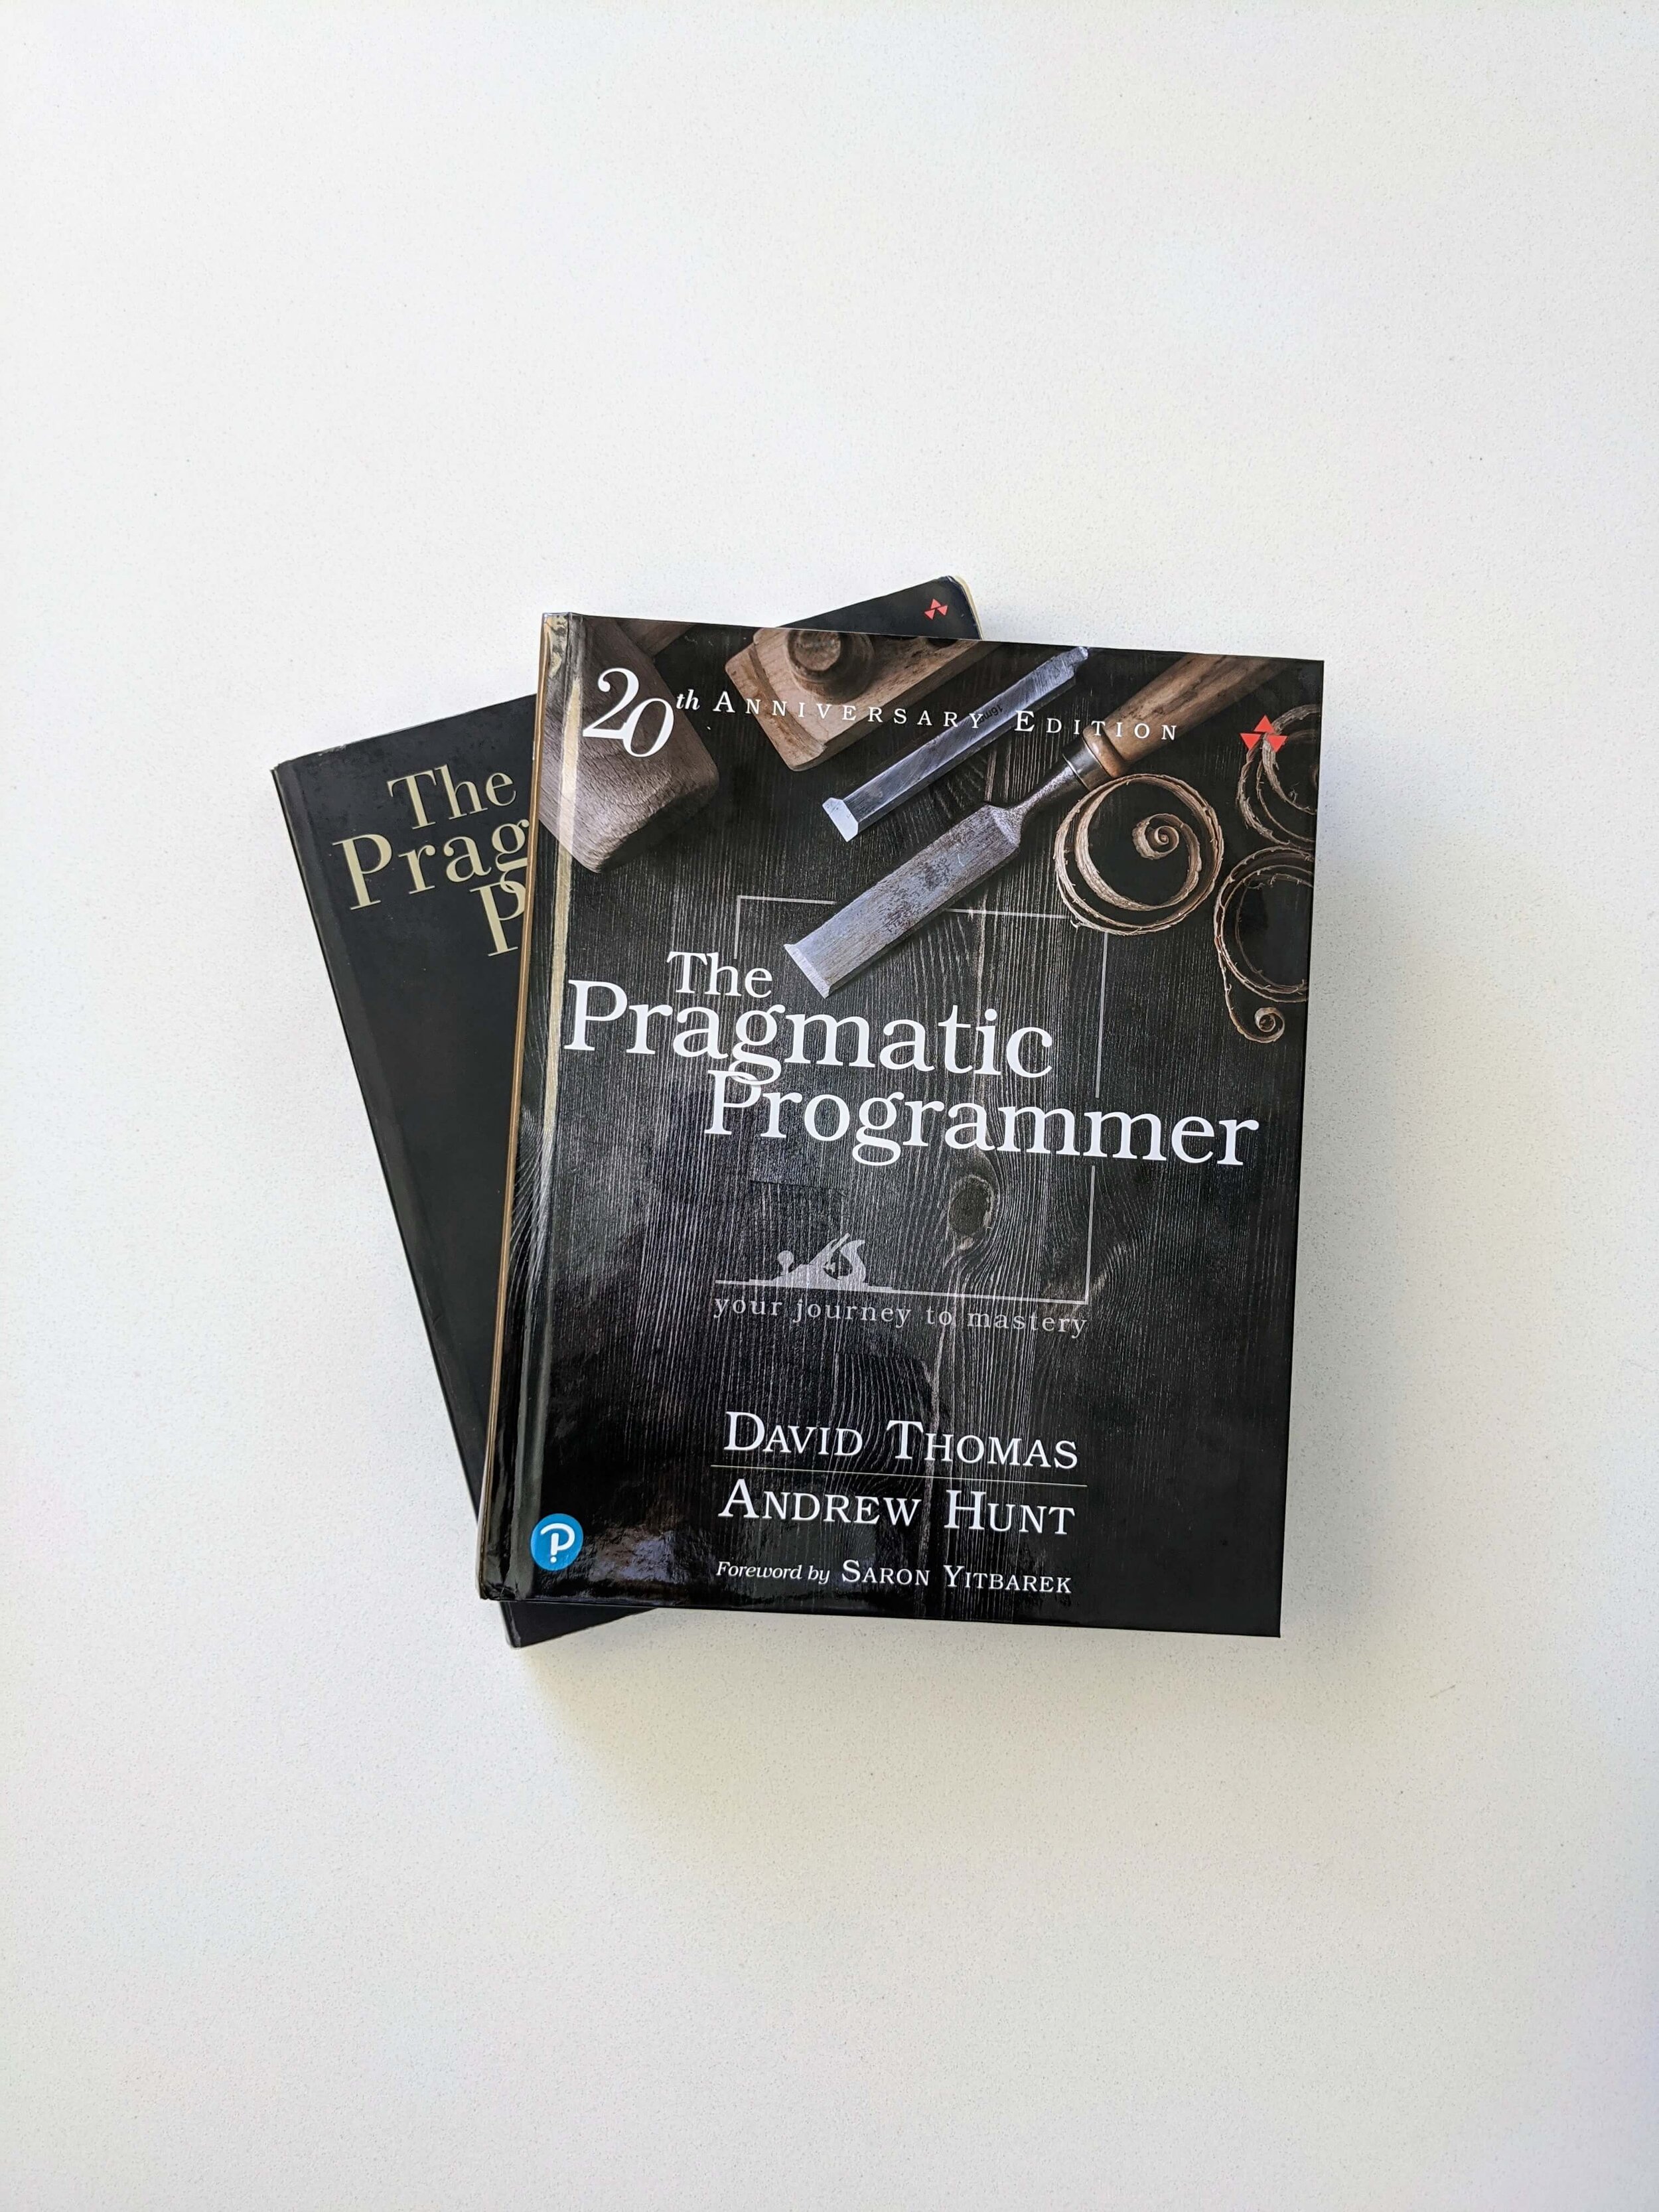 20th ANNIVERSARY EDITION
The
Pragmatic
Programmer
your journey to mastery
DAVID THOMAS
ANDREW HUNT
Foreword by SARON YITBAREK
The
Prag
P
16mm